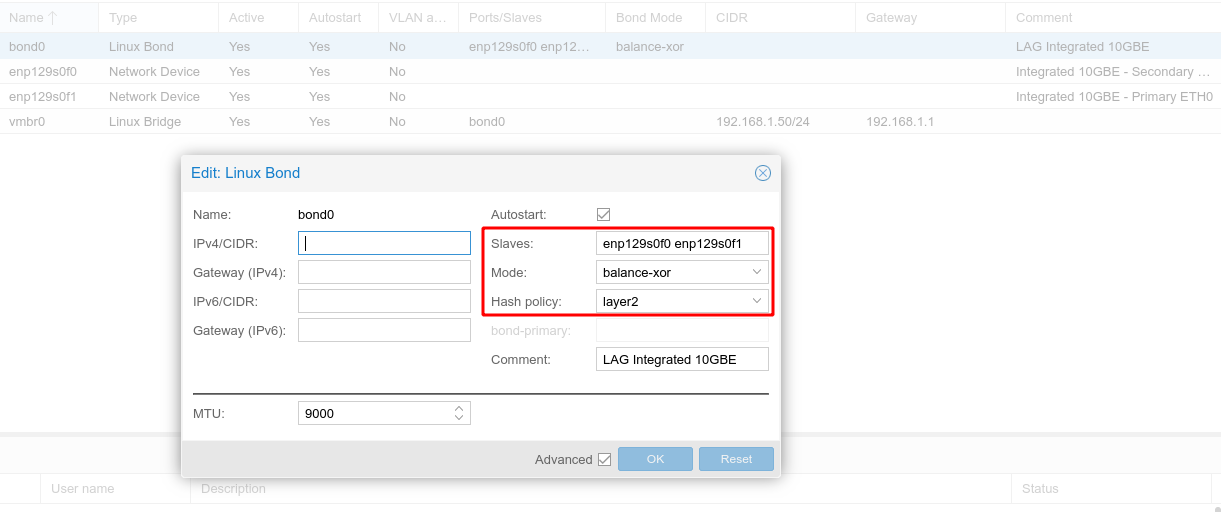 Name Type Active Autostart VLAN a... Ports/Slaves Bond Mode CIDR Gateway Comment
bond0 Linux Bond Yes Yes No enp129s0f0 enp12... balance-xor LAG Integrated 10GBE
enp129s0f0 Network Device Yes Yes No Integrated 10GBE - Secondary ...
enp129s0f1 Network Device Yes Yes No Integrated 10GBE - Primary ETH0
vmbr0 Linux Bridge Yes Yes No bond0 192.168.1.50/24 192.168.1.1
Edit: Linux Bond
Name: bond0 Autostart:
IPv4/CIDR: Slaves: enp129s0f0 enp129s0f1
Gateway (IPv4): Mode: balance-xor
IPv6/CIDR: Hash policy: layer2
Gateway (IPv6): bond-primary:
Comment: LAG Integrated 10GBE
MTU: 9000
Advanced OK Reset
User name Description Status